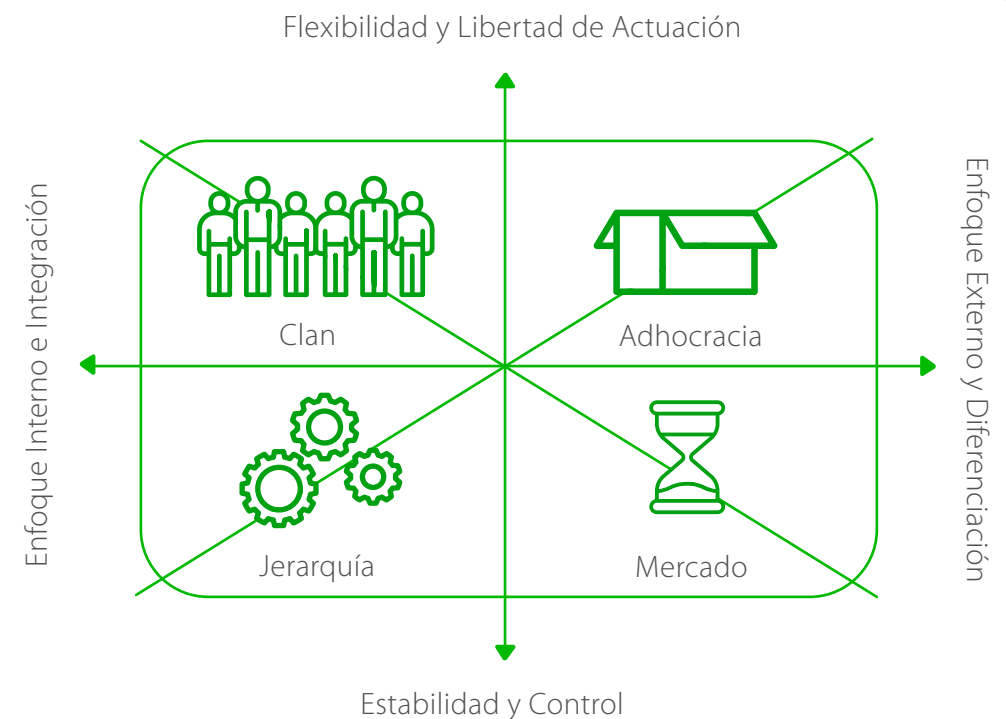 Flexibilidad y Libertad de Actuación
Enfoque Interno e Integración
Enfoque Externo y Diferenciación
Clan
Adhocracia
Jerarquía
Mercado
Estabilidad y Control